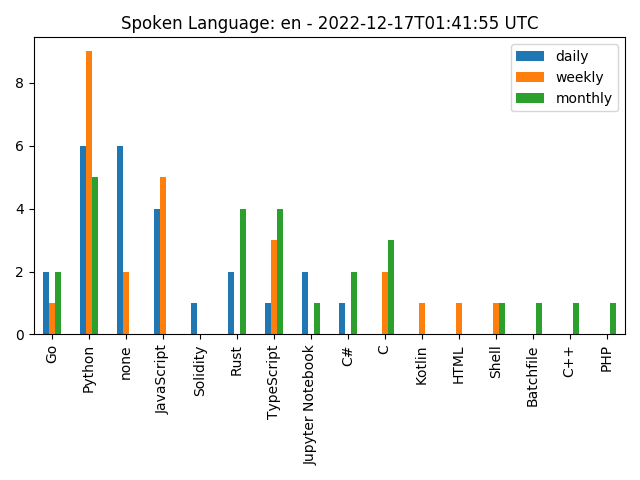 Spoken Language: en - 2022-12-17T01:41:55 UTC
daily
weekly
monthly
8
6
4
2
0
Go
Python
none
JavaScript
Solidity
Rust
TypeScript
Jupyter Notebook
C#
C
Kotlin
HTML
Shell
Batchfile
C++
PHP